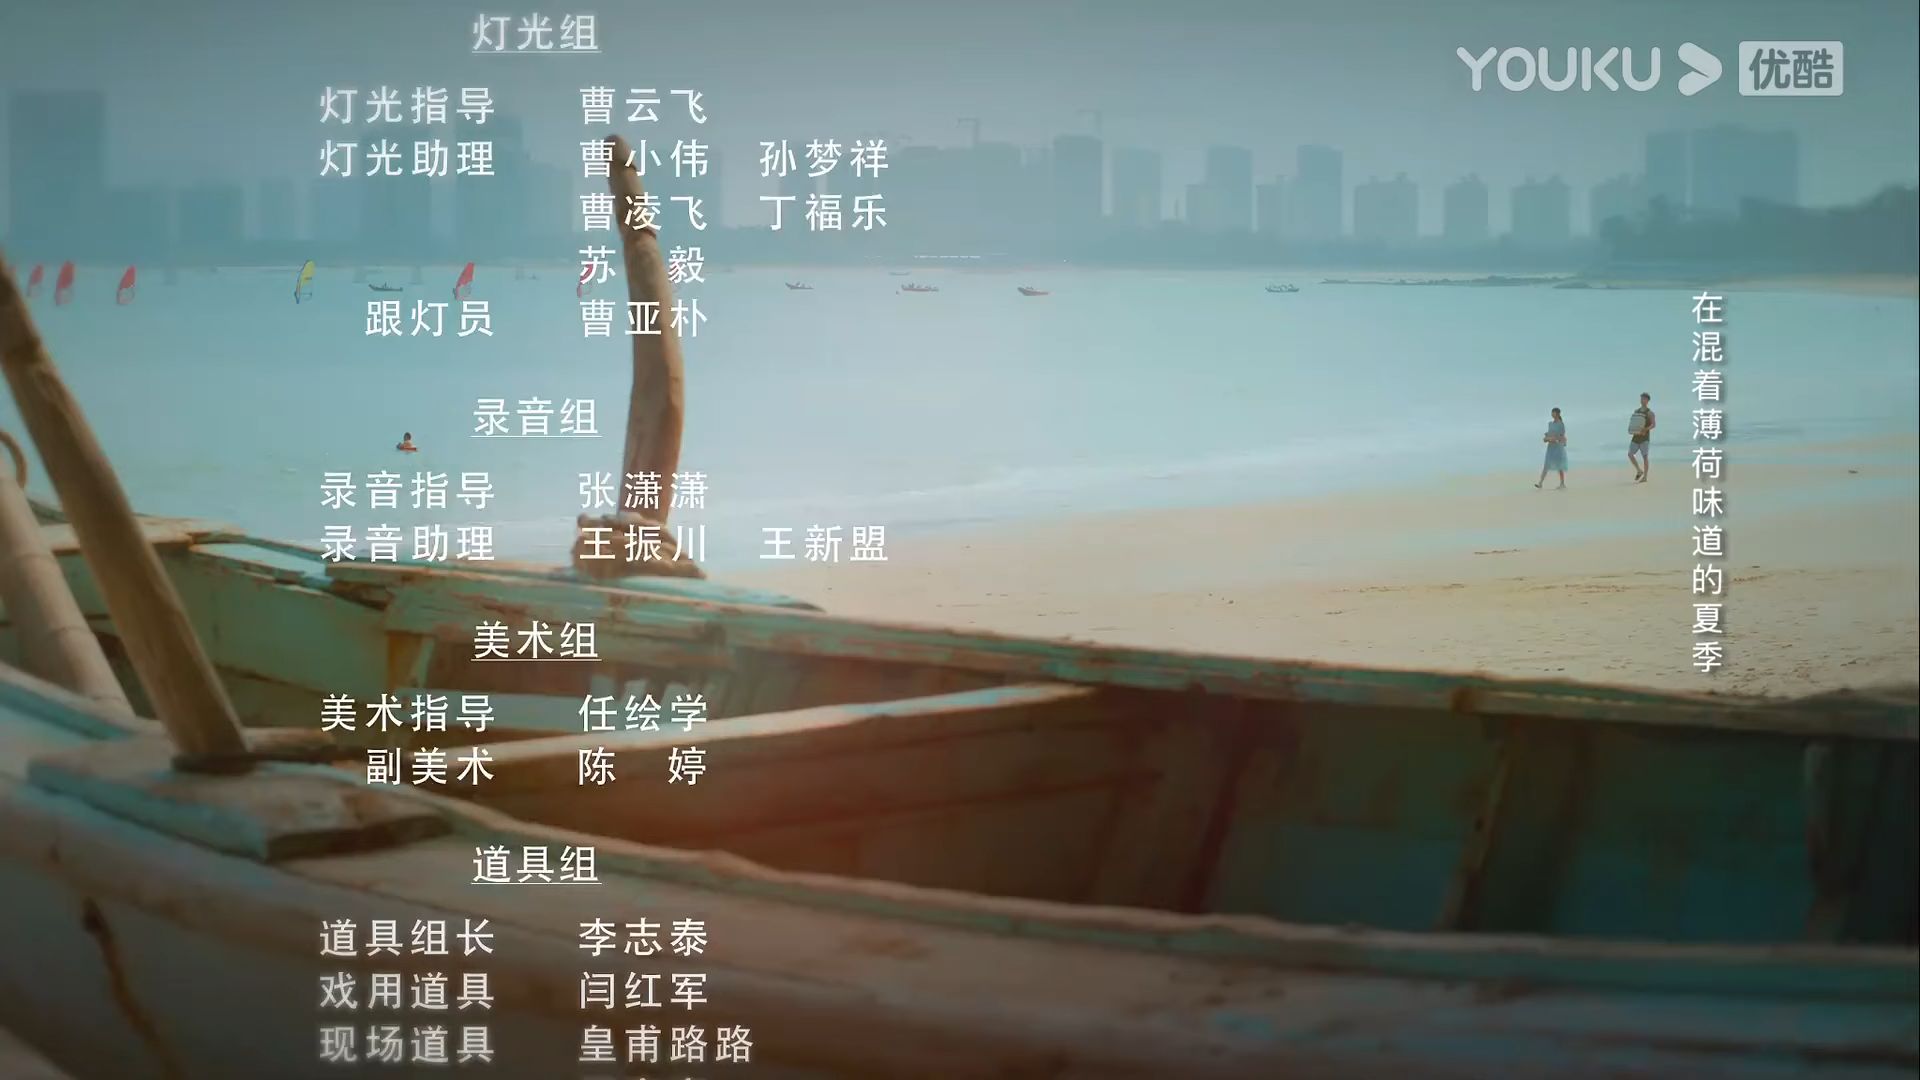 灯光组
YOUKU 优酷
灯光指导 曹云飞
灯光助理 曹小伟 孙梦祥
曹凌飞 丁福乐
苏 毅
跟灯员 曹亚朴
录音组
录音指导 张潇潇
录音助理 王振川 王新盟
美术组
美术指导 任绘学
副美术 陈 婷
道具组
道具组长 李志泰
戏用道具 闫红军
现场道具 皇甫路路
在混着薄荷味道的夏季